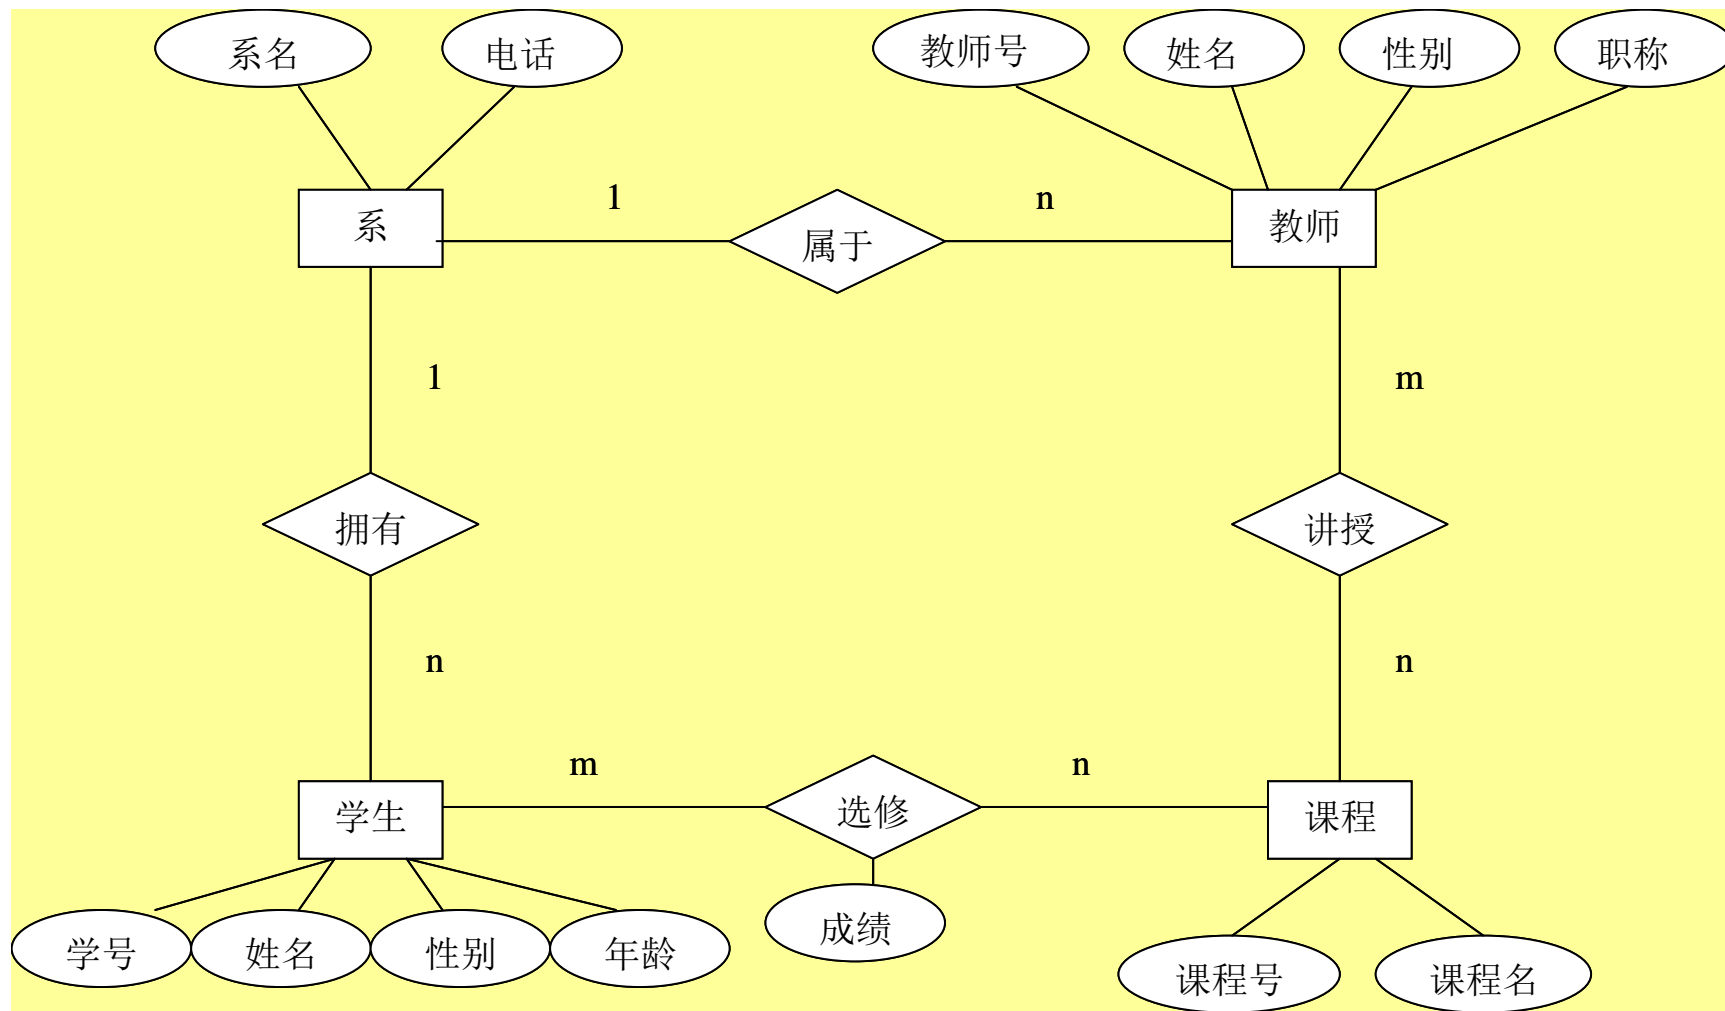 系名
电话
教师号
姓名
性别
职称
1
n
系
属于
教师
1
m
拥有
讲授
n
n
m
n
学生
选修
课程
成绩
学号
姓名
性别
年龄
课程号
课程名